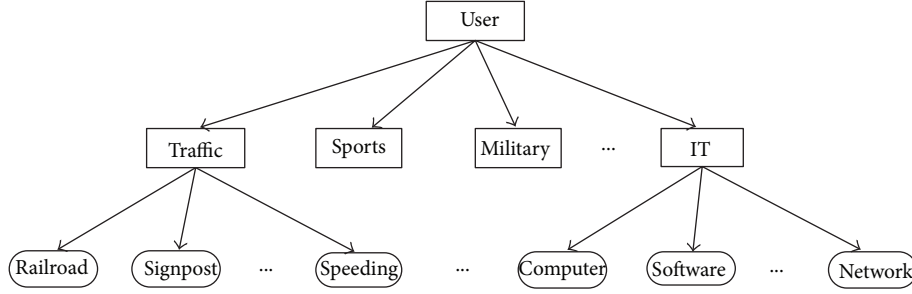 User
Traffic Sports Military ... IT
Railroad Signpost ... Speeding ... Computer Software ... Network